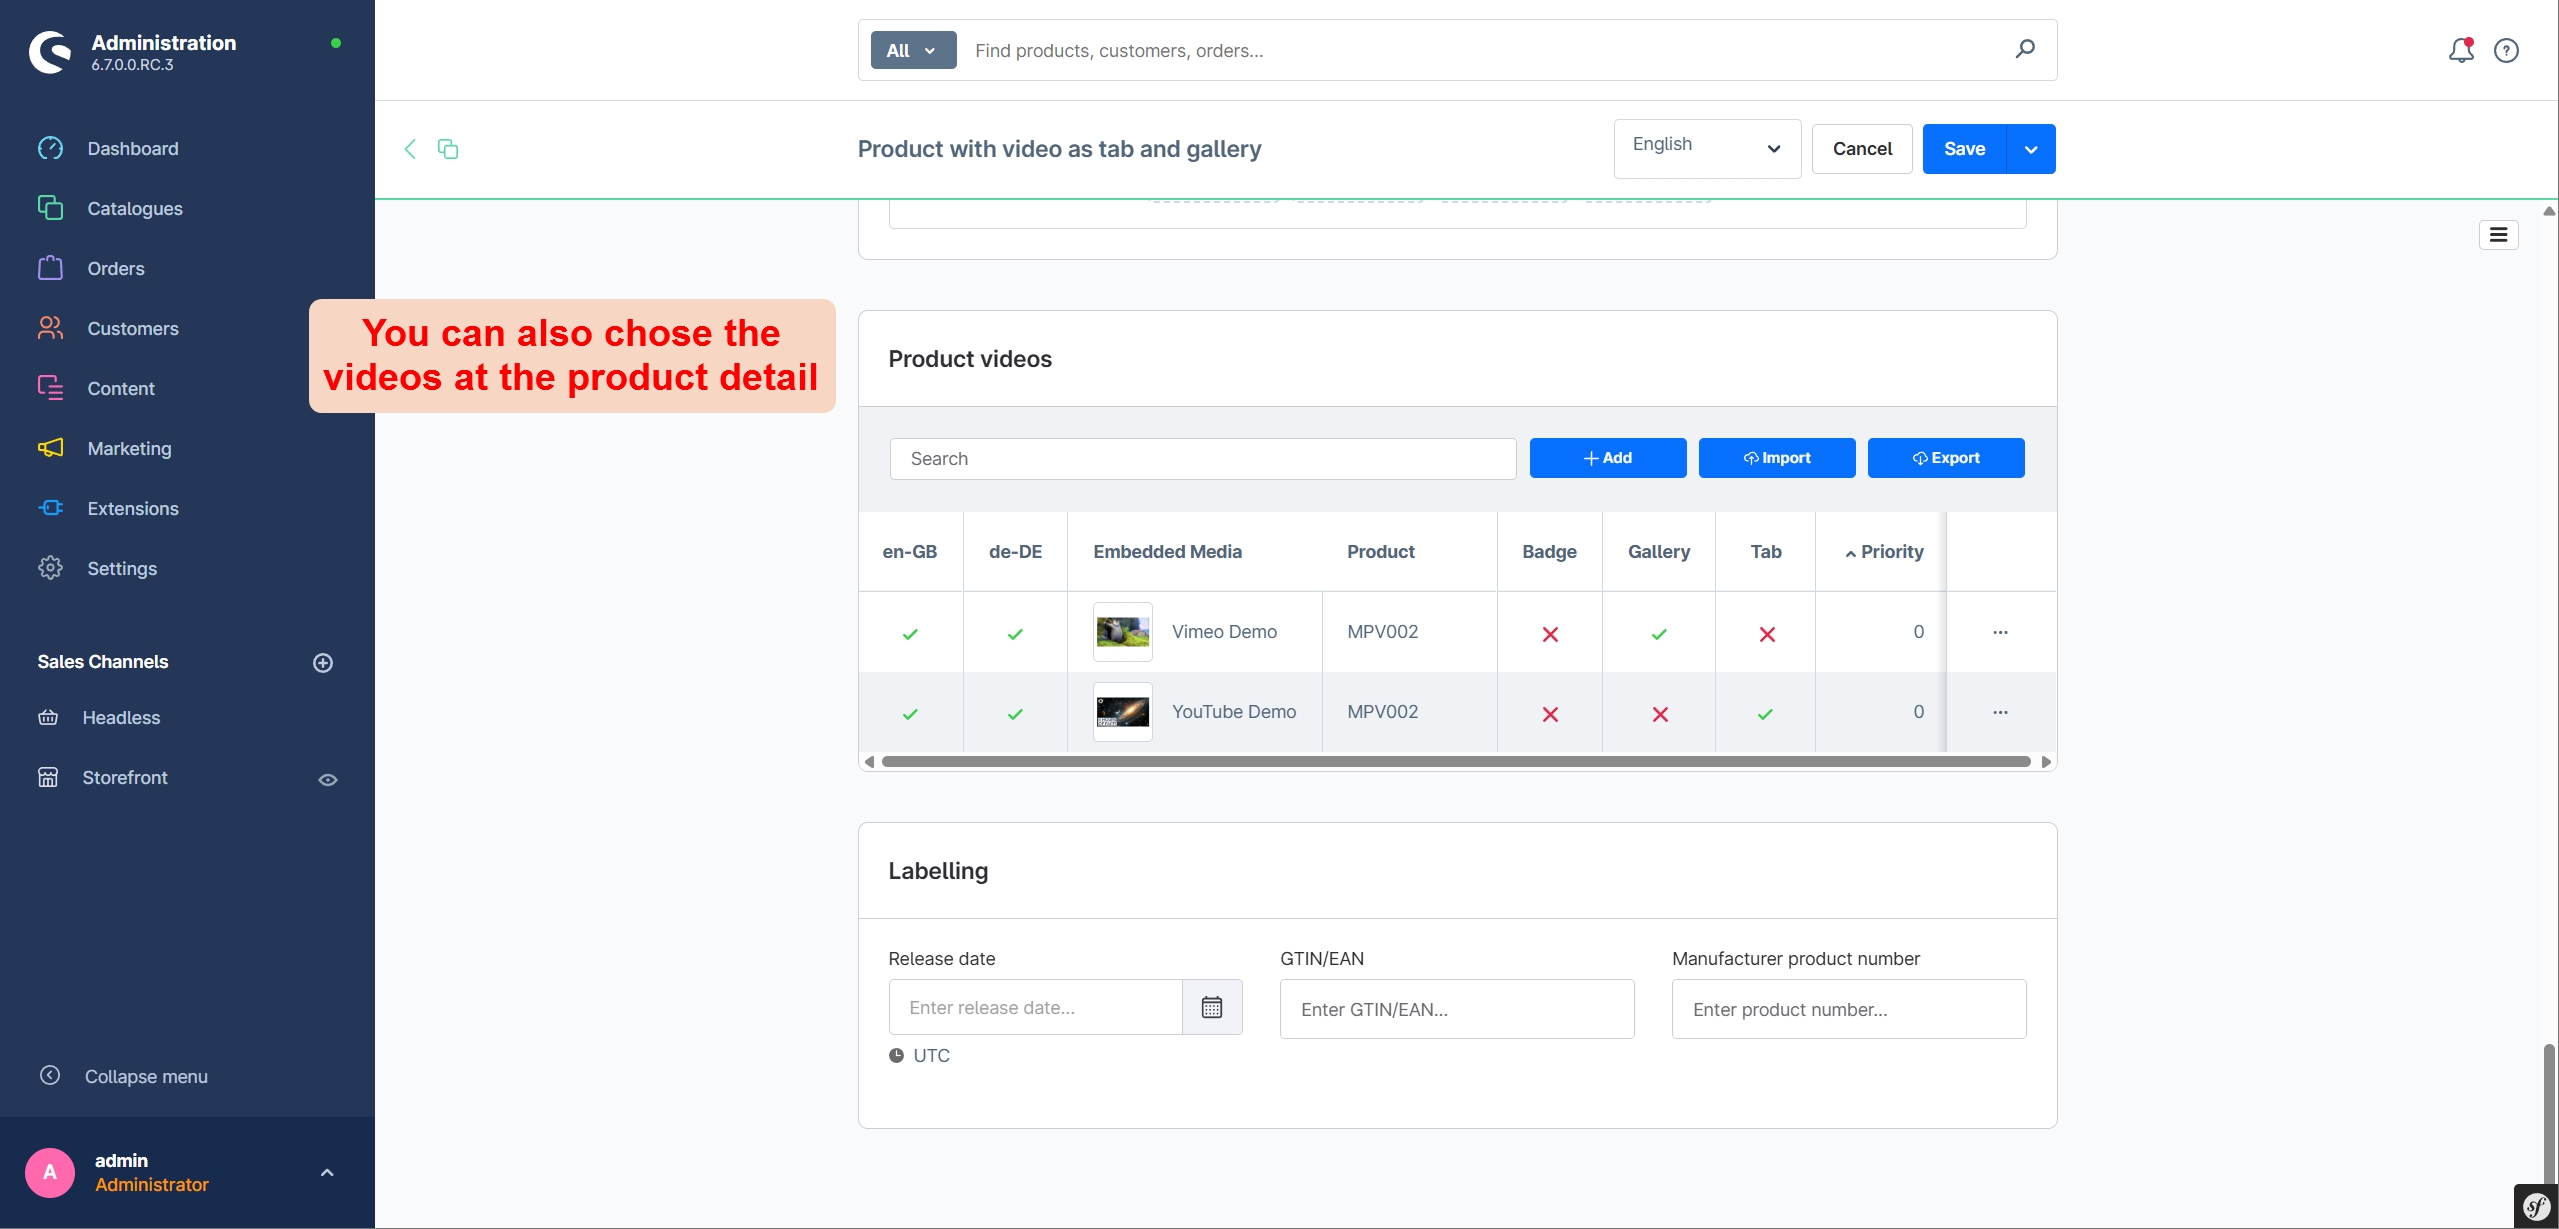 Administration
6.7.0.0.RC.3
All
Find products, customers, orders...
Dashboard
Catalogues
Orders
Customers
Content
Marketing
Extensions
Settings
Sales Channels
Headless
Storefront
Collapse menu
A
admin
Administrator
Product with video as tab and gallery
English
Cancel
Save
You can also chose the
videos at the product detail
Product videos
Search
Add
Import
Export
en-GB de-DE Embedded Media Product Badge Gallery Tab Priority
Vimeo Demo MPV002 0 ...
YouTube Demo MPV002 0 ...
Labelling
Release date GTIN/EAN Manufacturer product number
Enter release date... Enter GTIN/EAN... Enter product number...
UTC
sf